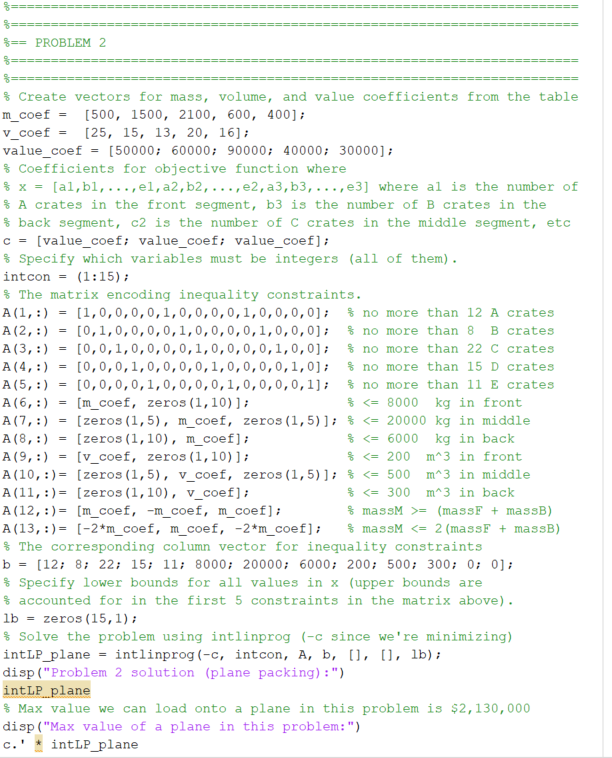 %===============================================================
%===============================================================
%== PROBLEM 2
%===============================================================
%===============================================================
% Create vectors for mass, volume, and value coefficients from the table
m_coef =  [500, 1500, 2100, 600, 400];
v_coef =  [25, 15, 13, 20, 16];
value_coef = [50000; 60000; 90000; 40000; 30000];
% Coefficients for objective function where
% x = [a1,b1,...,e1,a2,b2,...,e2,a3,b3,...,e3] where a1 is the number of
% A crates in the front segment, b3 is the number of B crates in the
% back segment, c2 is the number of C crates in the middle segment, etc
c = [value_coef; value_coef; value_coef];
% Specify which variables must be integers (all of them).
intcon = (1:15);
% The matrix encoding inequality constraints.
A(1,:) = [1,0,0,0,0,1,0,0,0,0,1,0,0,0,0];  % no more than 12 A crates
A(2,:) = [0,1,0,0,0,0,1,0,0,0,0,1,0,0,0];  % no more than 8  B crates
A(3,:) = [0,0,1,0,0,0,0,1,0,0,0,0,1,0,0];  % no more than 22 C crates
A(4,:) = [0,0,0,1,0,0,0,0,1,0,0,0,0,1,0];  % no more than 15 D crates
A(5,:) = [0,0,0,0,1,0,0,0,0,1,0,0,0,0,1];  % no more than 11 E crates
A(6,:) = [m_coef, zeros(1,10)];            % <= 8000  kg in front
A(7,:) = [zeros(1,5), m_coef, zeros(1,5)]; % <= 20000 kg in middle
A(8,:) = [zeros(1,10), m_coef];            % <= 6000  kg in back
A(9,:) = [v_coef, zeros(1,10)];            % <= 200  m^3 in front
A(10,:)= [zeros(1,5), v_coef, zeros(1,5)]; % <= 500  m^3 in middle
A(11,:)= [zeros(1,10), v_coef];            % <= 300  m^3 in back
A(12,:)= [m_coef, -m_coef, m_coef];        % massM >= (massF + massB)
A(13,:)= [-2*m_coef, m_coef, -2*m_coef];   % massM <= 2(massF + massB)
% The corresponding column vector for inequality constraints
b = [12; 8; 22; 15; 11; 8000; 20000; 6000; 200; 500; 300; 0; 0];
% Specify lower bounds for all values in x (upper bounds are
% accounted for in the first 5 constraints in the matrix above).
lb = zeros(15,1);
% Solve the problem using intlinprog (-c since we're minimizing)
intLP_plane = intlinprog(-c, intcon, A, b, [], [], lb);
disp("Problem 2 solution (plane packing):")
intLP_plane
% Max value we can load onto a plane in this problem is $2,130,000
disp("Max value of a plane in this problem:")
c.' * intLP_plane